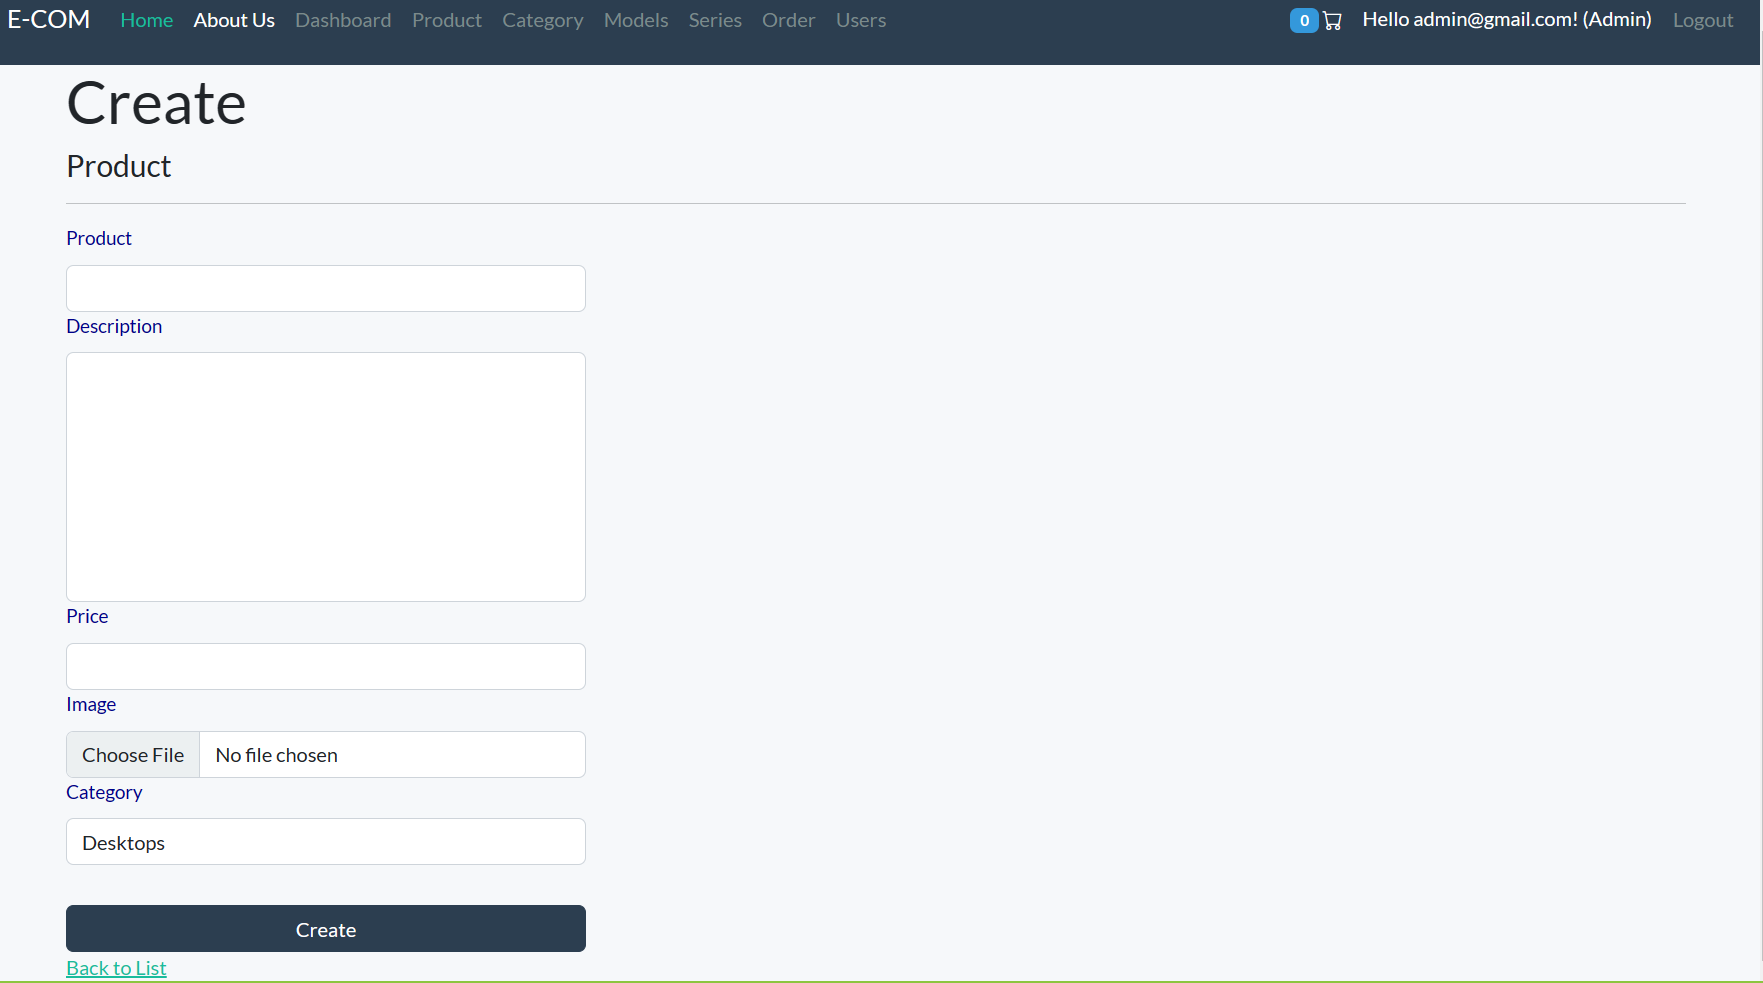 E-COM Home About Us Dashboard Product Category Models Series Order Users 0 Hello admin@gmail.com! (Admin) Logout
Create
Product
Product
Description
Price
Image
Choose File No file chosen
Category
Desktops
Create
Back to List